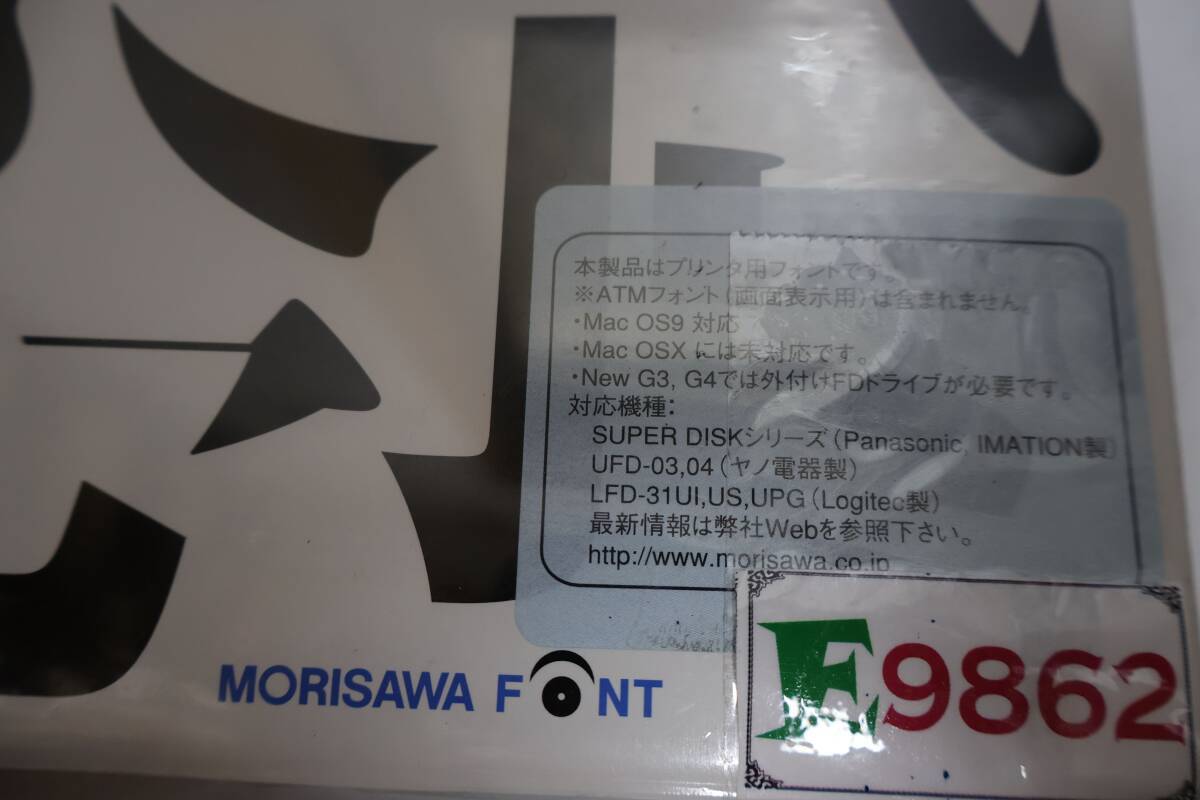 本製品はプリンタ用フォントです。
※ATMフォント(画面表示用)は含まれません。
・Mac OS9 対応
・Mac OSX には未対応です。
・New G3, G4では外付けFDドライブが必要です。
対応機種：
SUPER DISKシリーズ(Panasonic, IMATION製)
UFD-03,04(ヤノ電器製)
LFD-31UI,US,UPG(Logitec製)
最新情報は弊社Webを参照下さい。
http://www.morisawa.co.jp
MORISAWA FONT
E9862